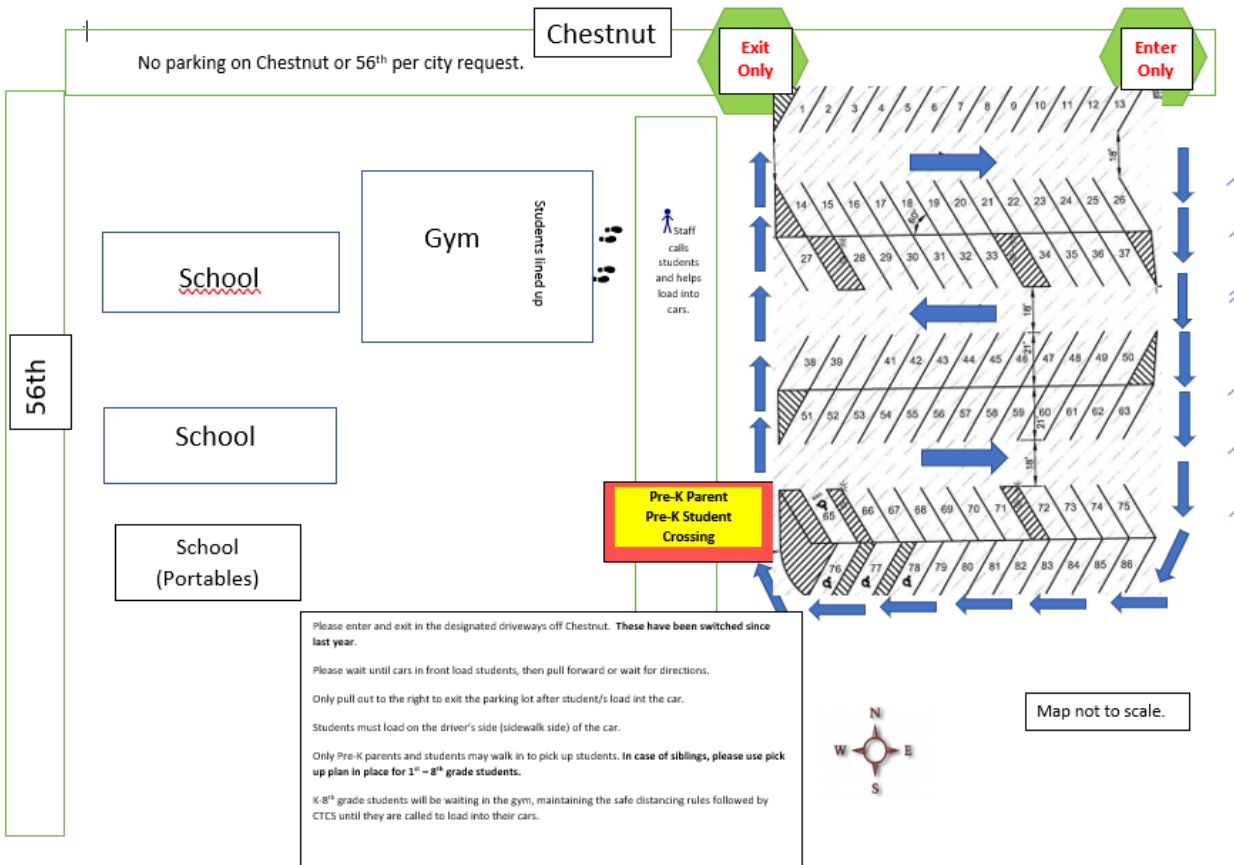 Chestnut
No parking on Chestnut or 56th per city request.
Exit
Only
Enter
Only
56th
School
School
School
(Portables)
Gym
Students lined up
Staff
calls
students
and helps
load into
cars.
1 2 3 4 5 6 7 8 9 10 11 12 13
18'
14 15 16 17 18 19 20 21 22 23 24 25 26
60°
27 28 29 30 31 32 33 34 35 36 37
18'
38 39 41 42 43 44 45 46 47 48 49 50
21'
51 52 53 54 55 56 57 58 59 60 61 62 63
21'
18'
65 66 67 68 69 70 71 72 73 74 75
76 77 78 79 80 81 82 83 84 85 86
Pre-K Parent
Pre-K Student
Crossing
Please enter and exit in the designated driveways off Chestnut. These have been switched since
last year.
Please wait until cars in front load students, then pull forward or wait for directions.
Only pull out to the right to exit the parking lot after student/s load int the car.
Students must load on the driver's side (sidewalk side) of the car.
Only Pre-K parents and students may walk in to pick up students. In case of siblings, please use pick
up plan in place for 1st – 8th grade students.
K-8th grade students will be waiting in the gym, maintaining the safe distancing rules followed by
CTCS until they are called to load into their cars.
N
W E
S
Map not to scale.